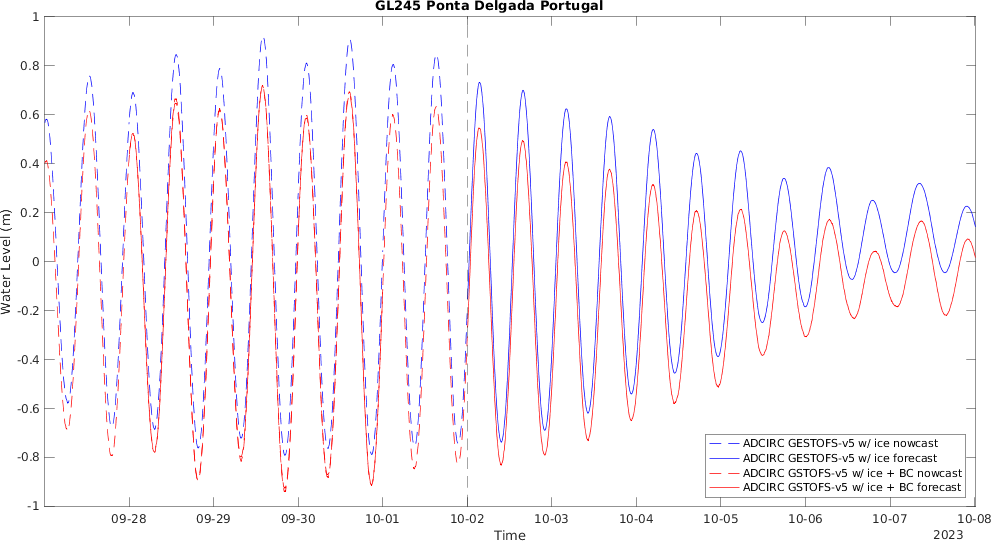 GL245 Ponta Delgada Portugal
1
0.8
0.6
0.4
0.2
0
-0.2
-0.4
-0.6
-0.8
-1
Water Level (m)
ADCIRC GESTOFS-v5 w/ ice nowcast
ADCIRC GESTOFS-v5 w/ ice forecast
ADCIRC GSTOFS-v5 w/ ice + BC nowcast
ADCIRC GSTOFS-v5 w/ ice + BC forecast
09-28 09-29 09-30 10-01 10-02 10-03 10-04 10-05 10-06 10-07 10-08
Time
2023